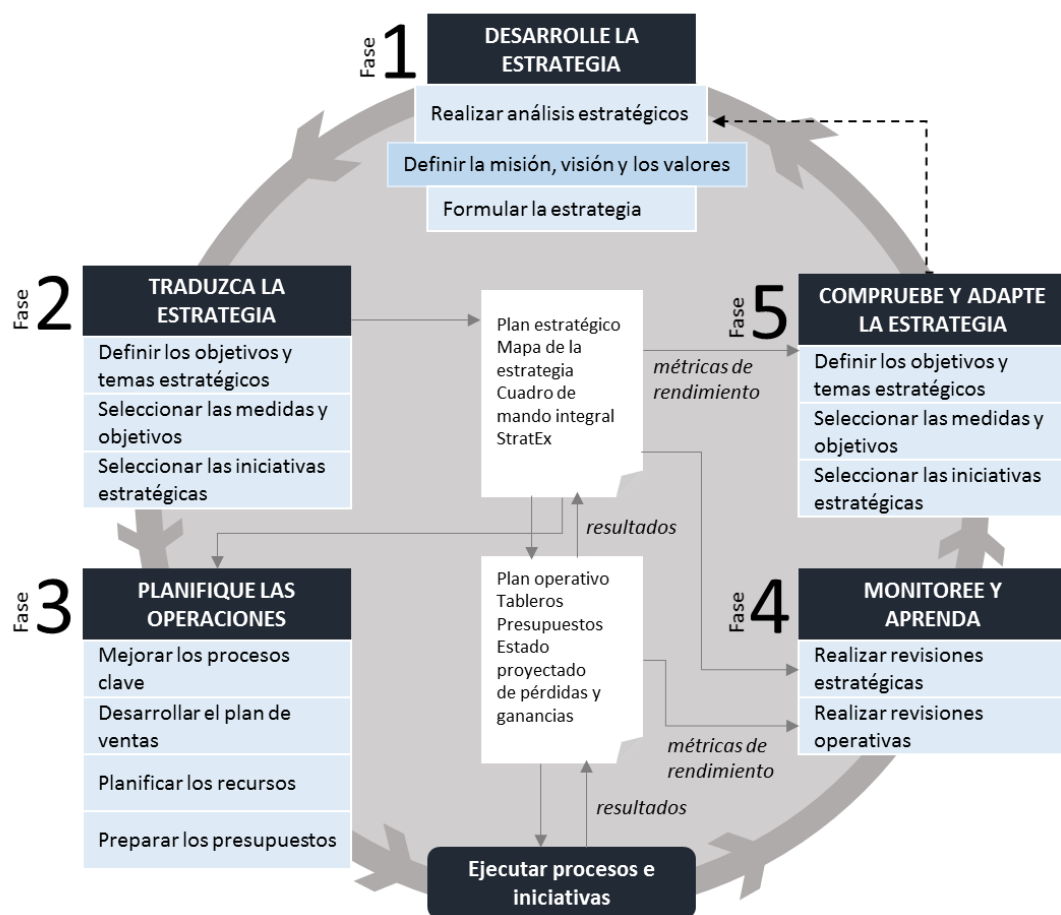 Fase 1
DESARROLLE LA
ESTRATEGIA
Realizar análisis estratégicos
Definir la misión, visión y los valores
Formular la estrategia
Fase 2
TRADUZCA LA
ESTRATEGIA
Definir los objetivos y
temas estratégicos
Seleccionar las medidas y
objetivos
Seleccionar las iniciativas
estratégicas
Plan estratégico
Mapa de la
estrategia
Cuadro de
mando integral
StratEx
métricas de
rendimiento
Fase 5
COMPRUEBE Y ADAPTE
LA ESTRATEGIA
Definir los objetivos y
temas estratégicos
Seleccionar las medidas y
objetivos
Seleccionar las iniciativas
estratégicas
resultados
Fase 3
PLANIFIQUE LAS
OPERACIONES
Mejorar los procesos
clave
Desarrollar el plan de
ventas
Planificar los recursos
Preparar los presupuestos
Plan operativo
Tableros
Presupuestos
Estado
proyectado
de pérdidas y
ganancias
métricas de
rendimiento
resultados
Fase 4
MONITOREE Y
APRENDA
Realizar revisiones
estratégicas
Realizar revisiones
operativas
Ejecutar procesos e
iniciativas